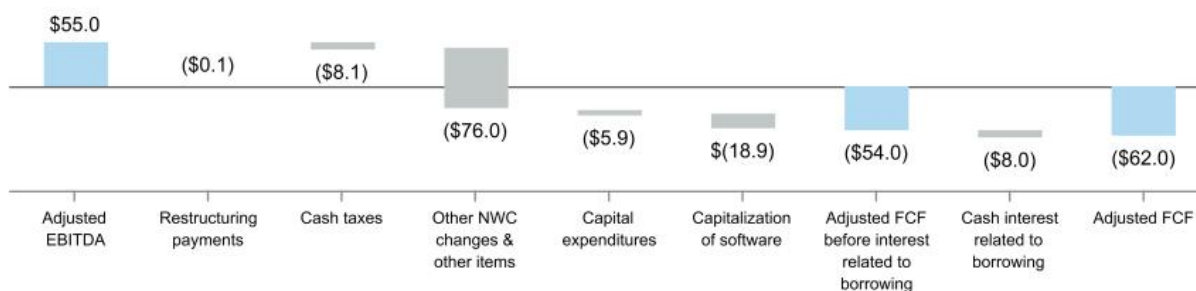 $55.0
($0.1)
($8.1)
($76.0)
($5.9)
$(18.9)
($54.0)
($8.0)
($62.0)
Adjusted
EBITDA
Restructuring
payments
Cash taxes
Other NWC
changes &
other items
Capital
expenditures
Capitalization
of software
Adjusted FCF
before interest
related to
borrowing
Cash interest
related to
borrowing
Adjusted FCF